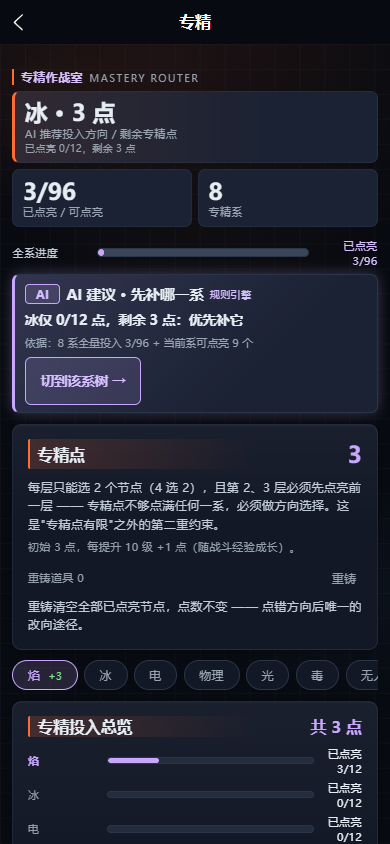 专精
专精作战室 MASTERY ROUTER
冰 · 3 点
AI 推荐投入方向 / 剩余专精点
已点亮 0/12，剩余 3 点
3/96
已点亮 / 可点亮
8
专精系
全系进度
已点亮
3/96
AI AI 建议 · 先补哪一系 规则引擎
冰仅 0/12 点，剩余 3 点：优先补它
依据：8 系全量投入 3/96 + 当前系可点亮 9 个
切到该系树 →
专精点
3
每层只能选 2 个节点（4 选 2），且第 2、3 层必须先点亮前
一层 —— 专精点不够点满任何一系，必须做方向选择。这
是"专精点有限"之外的第二重约束。
初始 3 点，每提升 10 级 +1 点（随战斗经验成长）。
重铸道具 0
重铸
重铸清空全部已点亮节点，点数不变 —— 点错方向后唯一的
改向途径。
焰 +3
冰
电
物理
光
毒
专精投入总览
共 3 点
焰
已点亮
3/12
冰
已点亮
0/12
电
已点亮
0/12